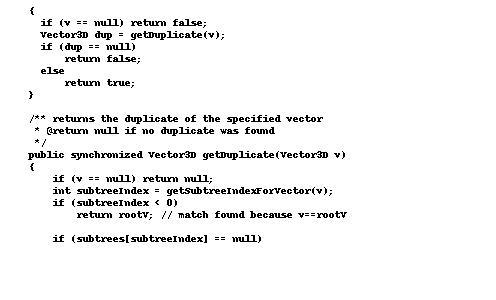 {
if (v == null) return false;
Vector3D dup = getDuplicate(v);
if (dup == null)
return false;
else
return true;
}
/** returns the duplicate of the specified vector
* @return null if no duplicate was found
*/
public synchronized Vector3D getDuplicate(Vector3D v)
{
if (v == null) return null;
int subtreeIndex = getSubtreeIndexForVector(v);
if (subtreeIndex < 0)
return rootV; // match found because v==rootV
if (subtrees[subtreeIndex] == null)